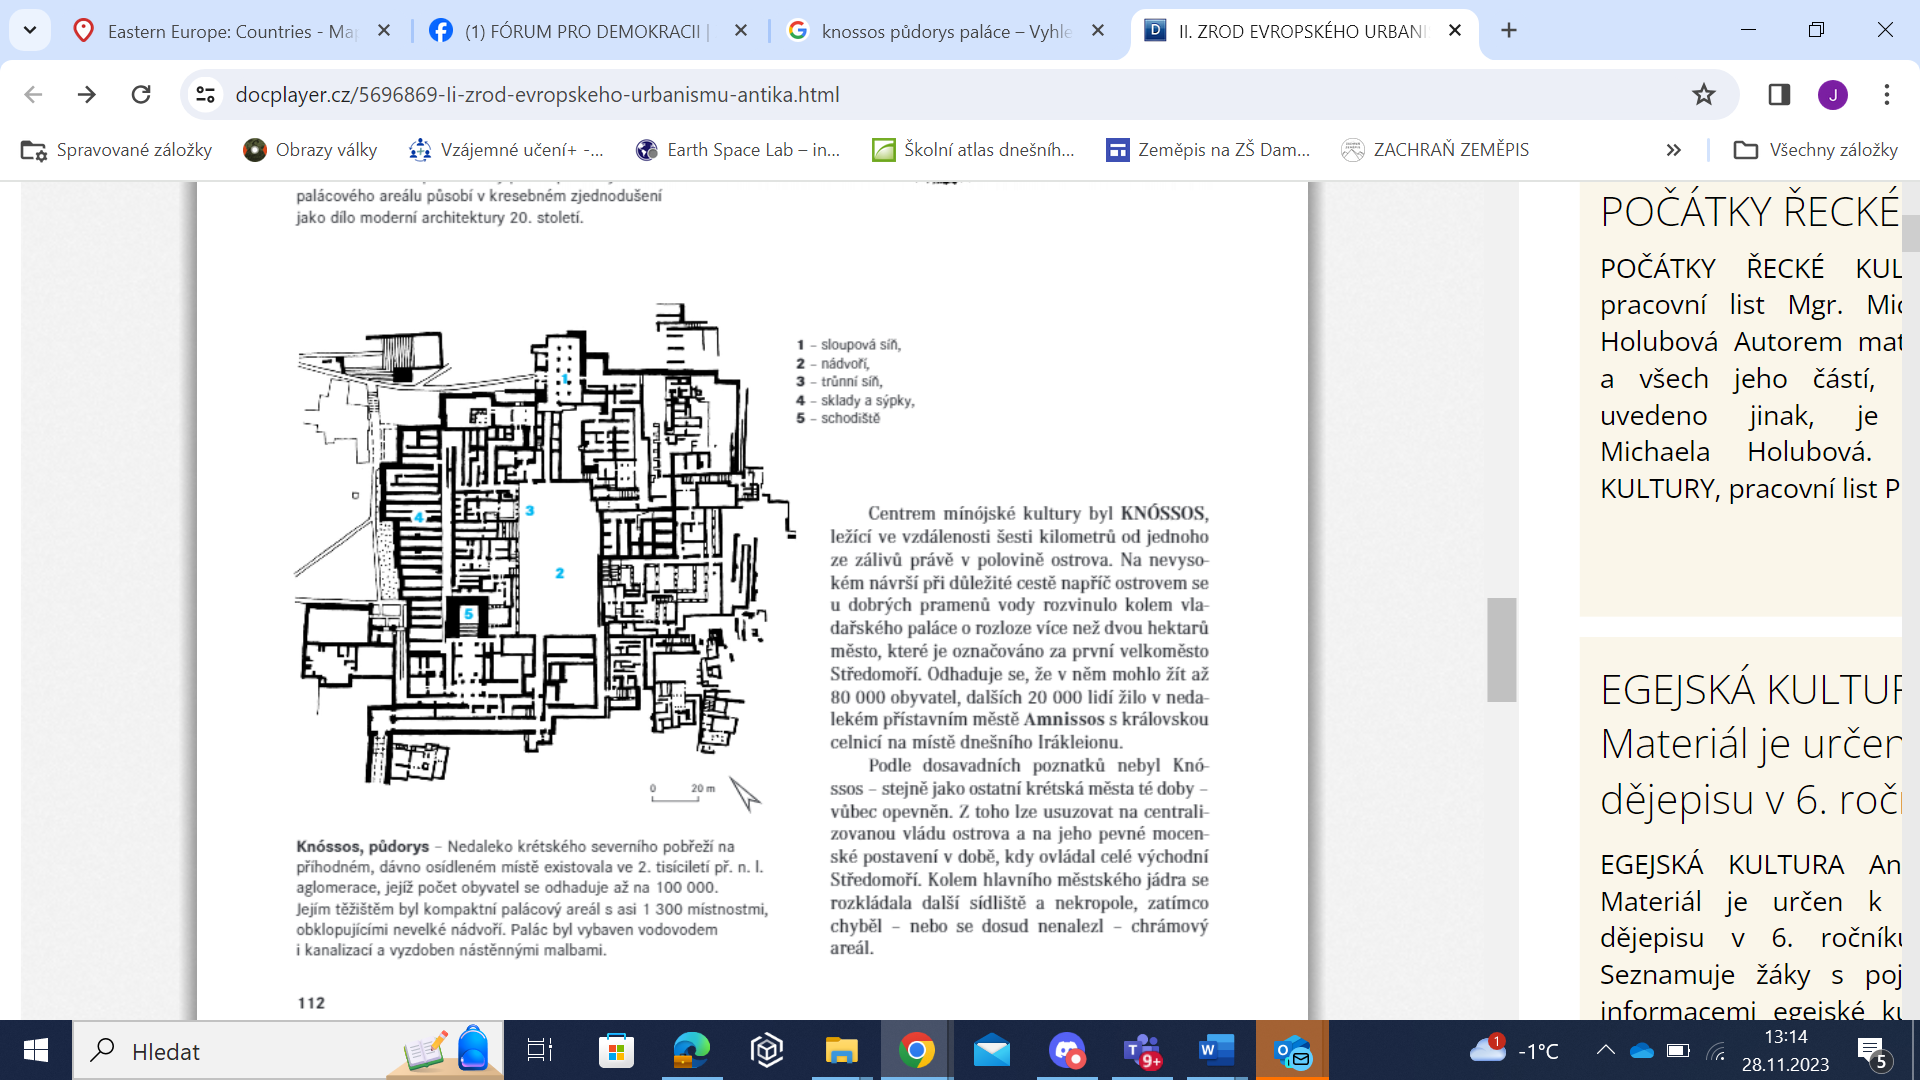 Eastern Europe: Countries - Ma
(1) FÓRUM PRO DEMOKRACII |
knossos půdorys paláce – Vyhle
II. ZROD EVROPSKÉHO URBANI
docplayer.cz/5696869-Ii-zrod-evropskeho-urbanismu-antika.html
J
Spravované záložky
Obrazy války
Vzájemné učení+ -...
Earth Space Lab – in...
Školní atlas dnešníh...
Zeměpis na ZŠ Dam...
ZACHRAŇ ZEMĚPIS
Všechny záložky
palácového areálu působí v kresebném zjednodušení
jako dílo moderní architektury 20. století.
1 – sloupová síň,
2 – nádvoří,
3 – trůnní síň,
4 – sklady a sýpky,
5 – schodiště
1
3
4
2
5
0 20 m
Knóssos, půdorys – Nedaleko krétského severního pobřeží na
příhodném, dávno osídleném místě existovala ve 2. tisíciletí př. n. l.
aglomerace, jejíž počet obyvatel se odhaduje až na 100 000.
Jejím těžištěm byl kompaktní palácový areál s asi 1 300 místnostmi,
obklopujícími nevelké nádvoří. Palác byl vybaven vodovodem
i kanalizací a vyzdoben nástěnnými malbami.
112
Centrem mínójské kultury byl KNÓSSOS,
ležící ve vzdálenosti šesti kilometrů od jednoho
ze zálivů právě v polovině ostrova. Na nevyso-
kém návrší při důležité cestě napříč ostrovem se
u dobrých pramenů vody rozvinulo kolem vla-
dařského paláce o rozloze více než dvou hektarů
město, které je označováno za první velkoměsto
Středomoří. Odhaduje se, že v něm mohlo žít až
80 000 obyvatel, dalších 20 000 lidí žilo v neda-
lekém přístavním městě Amnissos s královskou
celnicí na místě dnešního Irákleionu.
Podle dosavadních poznatků nebyl Knó-
ssos – stejně jako ostatní krétská města té doby –
vůbec opevněn. Z toho lze usuzovat na centrali-
zovanou vládu ostrova a na jeho pevné mocen-
ské postavení v době, kdy ovládal celé východní
Středomoří. Kolem hlavního městského jádra se
rozkládala další sídliště a nekropole, zatímco
chyběl – nebo se dosud nenalezl – chrámový
areál.
POČÁTKY ŘECKÉ
POČÁTKY ŘECKÉ KUL
pracovní list Mgr. Mic
Holubová Autorem mat
a všech jeho částí,
uvedeno jinak, je
Michaela Holubová.
KULTURY, pracovní list P
EGEJSKÁ KULTUR
Materiál je určen
dějepisu v 6. roč
EGEJSKÁ KULTURA An
Materiál je určen k
dějepisu v 6. ročníku
Seznamuje žáky s poj
informacemi egejské ku
Hledat
9+
1
-1°C
13:14
28.11.2023
5